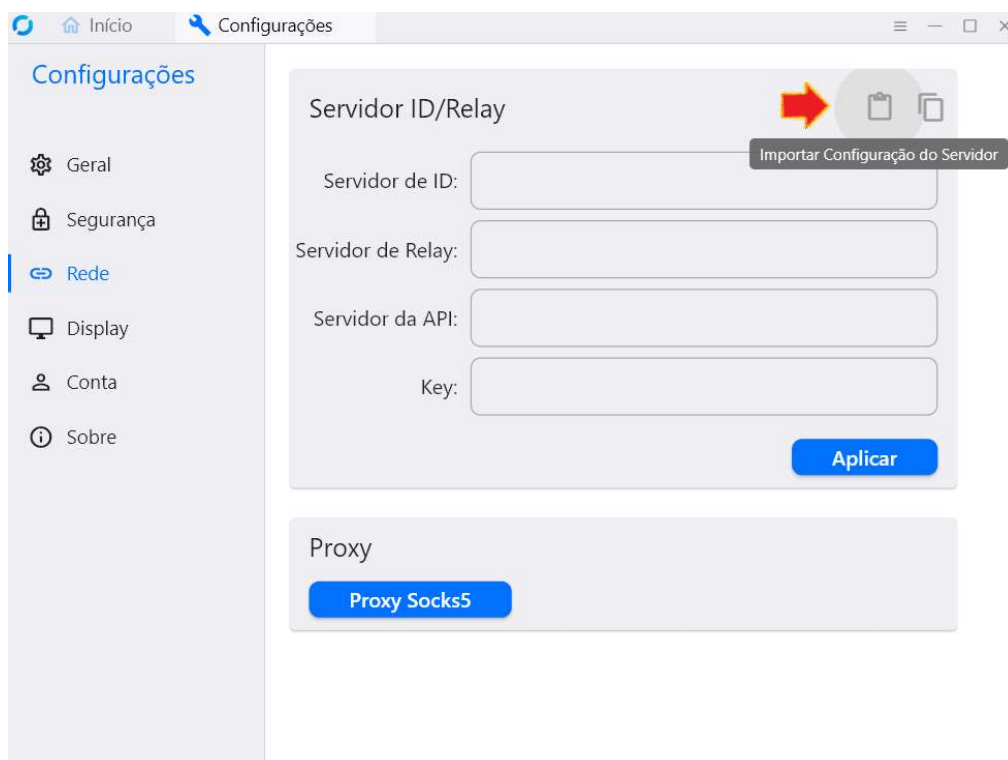 Início
Configurações
Configurações
Geral
Segurança
Rede
Display
Conta
Sobre
Servidor ID/Relay
Importar Configuração do Servidor
Servidor de ID:
Servidor de Relay:
Servidor da API:
Key:
Aplicar
Proxy
Proxy Socks5